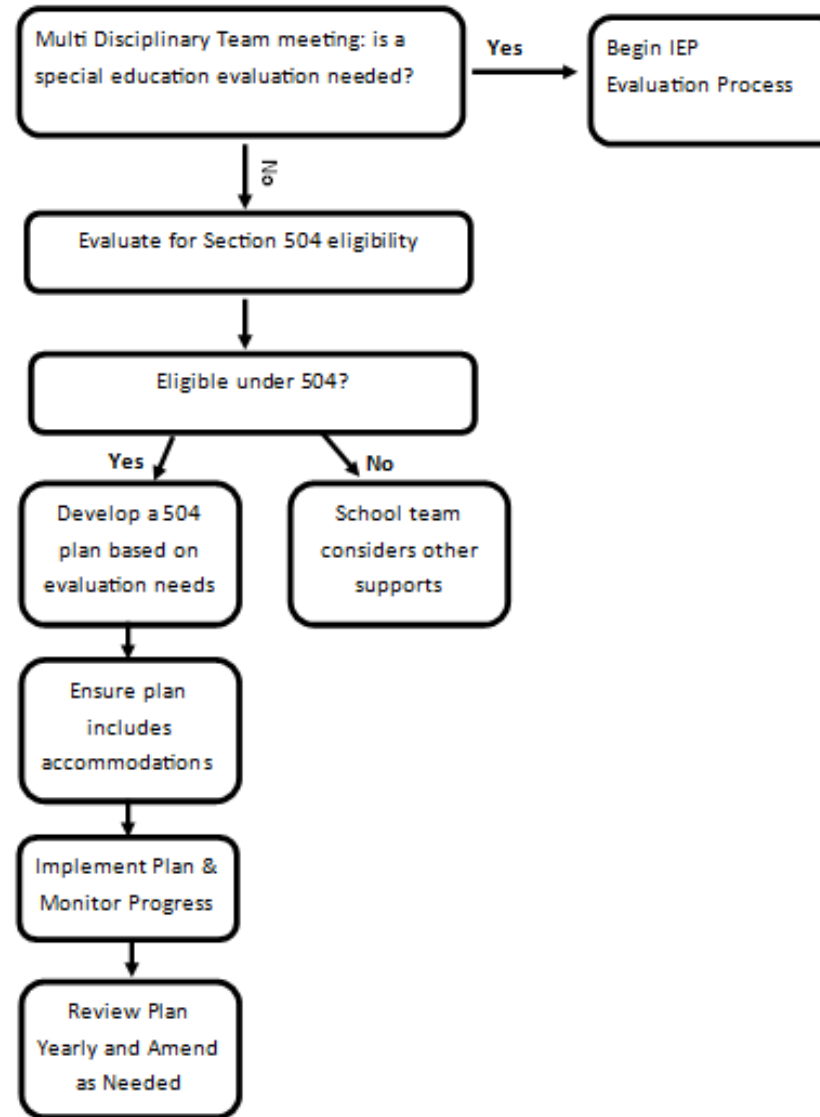 Multi Disciplinary Team meeting: is a
special education evaluation needed?
Yes
Begin IEP
Evaluation Process
No
Evaluate for Section 504 eligibility
Eligible under 504?
Yes
No
Develop a 504
plan based on
evaluation needs
School team
considers other
supports
Ensure plan
includes
accommodations
Implement Plan &
Monitor Progress
Review Plan
Yearly and Amend
as Needed